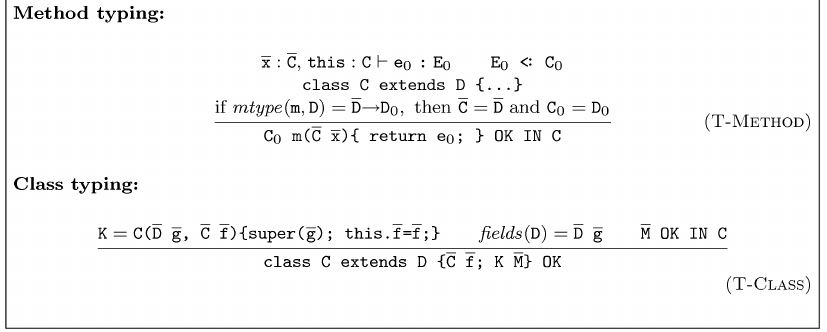 Method typing:
x̅ : C̅, this : C ⊢ e₀ : E₀    E₀ <: C₀
class C extends D {...}
if mtype(m, D) = D̅→D₀, then C̅ = D̅ and C₀ = D₀
C₀ m(C̅ x̅){ return e₀; } OK IN C
(T-METHOD)
Class typing:
K = C(D̅ g̅, C̅ f̅){super(g̅); this.f̅=f̅;}    fields(D) = D̅ g̅    M̅ OK IN C
class C extends D {C̅ f̅; K M̅} OK
(T-CLASS)